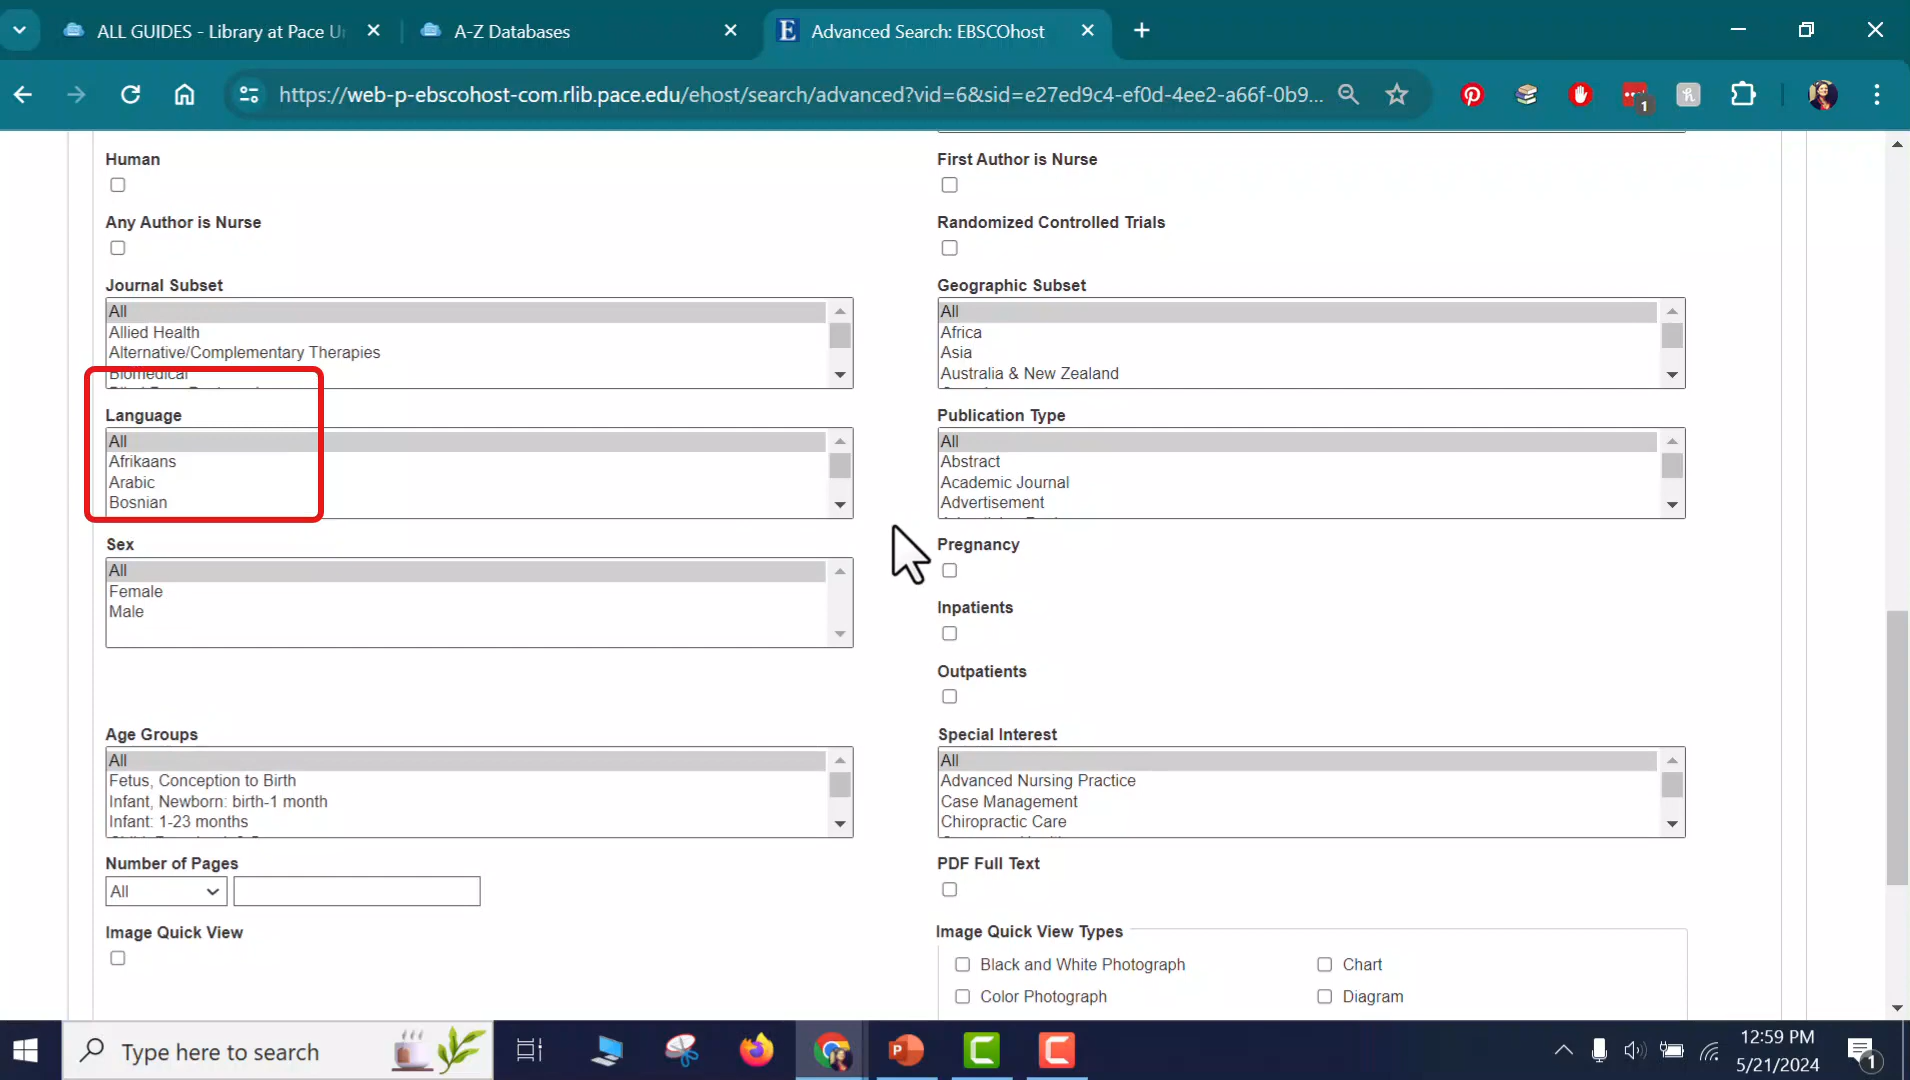 ALL GUIDES - Library at Pace U
A-Z Databases
E Advanced Search: EBSCOhost
https://web-p-ebscohost-com.rlib.pace.edu/ehost/search/advanced?vid=6&sid=e27ed9c4-ef0d-4ee2-a66f-0b9...
1
Human
First Author is Nurse
Any Author is Nurse
Randomized Controlled Trials
Journal Subset
All
Allied Health
Alternative/Complementary Therapies
Biomedical
Geographic Subset
All
Africa
Asia
Australia & New Zealand
Language
All
Afrikaans
Arabic
Bosnian
Publication Type
All
Abstract
Academic Journal
Advertisement
Sex
All
Female
Male
Pregnancy
Inpatients
Outpatients
Age Groups
All
Fetus, Conception to Birth
Infant, Newborn: birth-1 month
Infant: 1-23 months
Special Interest
All
Advanced Nursing Practice
Case Management
Chiropractic Care
Number of Pages
All
PDF Full Text
Image Quick View
Image Quick View Types
Black and White Photograph
Chart
Color Photograph
Diagram
Type here to search
12:59 PM
5/21/2024
1